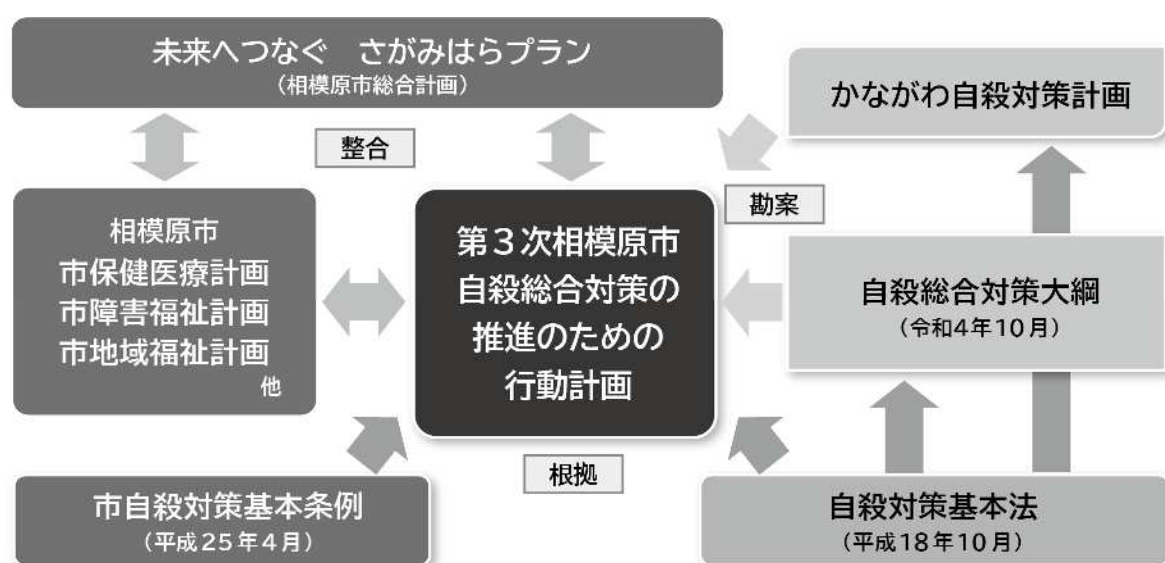 未来へつなぐ　さがみはらプラン
（相模原市総合計画）
かながわ自殺対策計画
整合
勘案
相模原市
市保健医療計画
市障害福祉計画
市地域福祉計画
他
第３次相模原市
自殺総合対策の
推進のための
行動計画
自殺総合対策大綱
（令和4年10月）
根拠
市自殺対策基本条例
（平成25年4月）
自殺対策基本法
（平成18年10月）